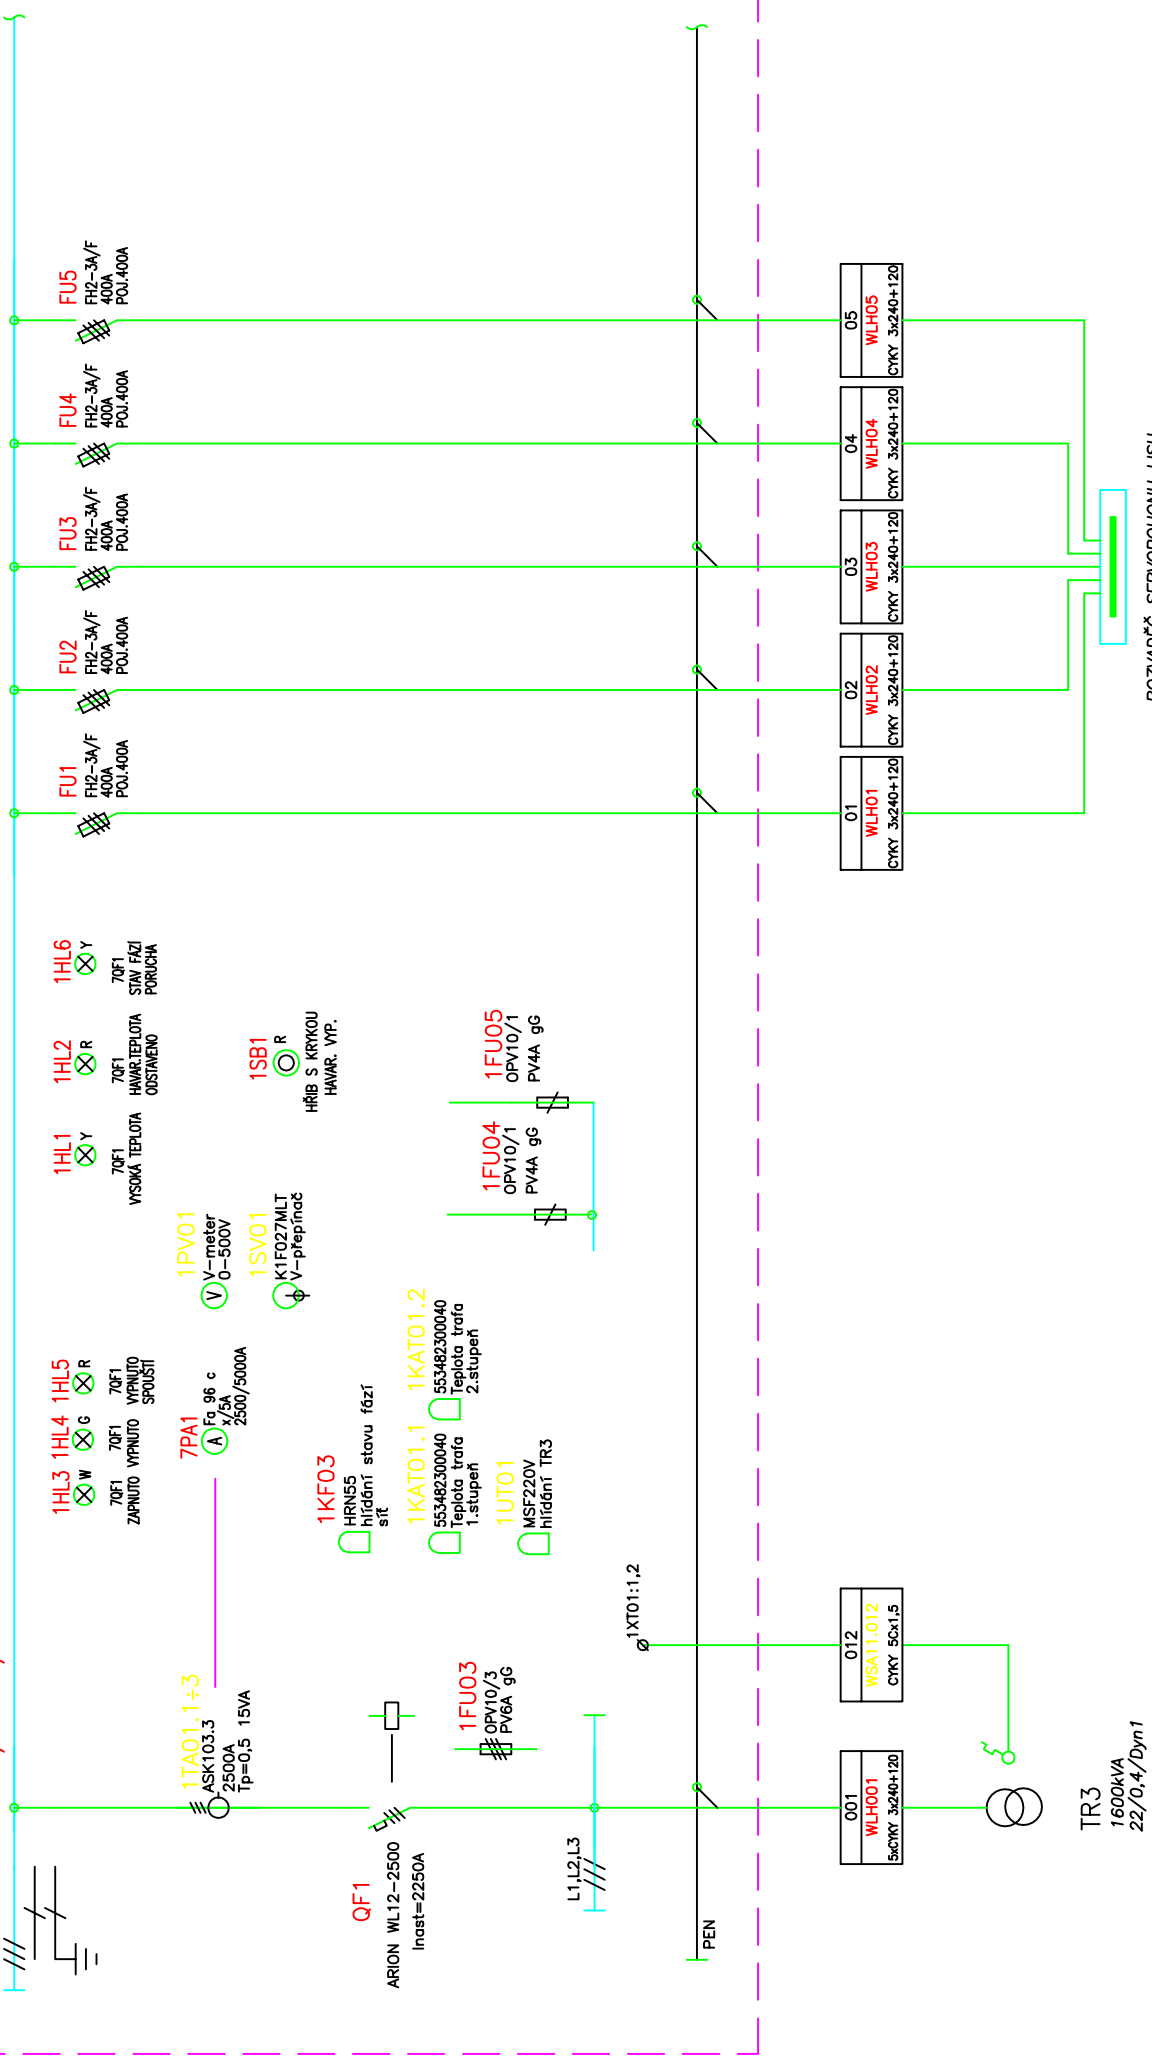 1TA01.1÷3
ASK103.3
2500A
Tp=0,5 15VA
7PA1
A
Fa 96 c
x/5A
2500/5000A
1HL3
W
7QF1
ZAPNUTO
1HL4
G
7QF1
VYPNUTO
1HL5
R
7QF1
VYPNUTO
SPOUŠTÍ
1PV01
V
V-meter
0-500V
1SV01
K1F027MLT
V-přepínač
1HL1
Y
7QF1
VYSOKÁ TEPLOTA
1HL2
R
7QF1
HAVAR.TEPLOTA
ODSTAVENO
1HL6
Y
7QF1
STAV FÁZÍ
PORUCHA
1SB1
R
HŘIB S KRYKOU
HAVAR. VYP.
QF1
ARION WL12-2500
Inast=2250A
1FU03
OPV10/3
PV6A gG
1KF03
HRN55
hlídání stavu fází
síť
1KAT01.1
553482300040
Teplota trafa
1.stupeň
1KAT01.2
553482300040
Teplota trafa
2.stupeň
1UT01
MSF220V
hlídání TR3
1FU04
OPV10/1
PV4A gG
1FU05
OPV10/1
PV4A gG
FU1
FH2-3A/F
400A
POJ.400A
FU2
FH2-3A/F
400A
POJ.400A
FU3
FH2-3A/F
400A
POJ.400A
FU4
FH2-3A/F
400A
POJ.400A
FU5
FH2-3A/F
400A
POJ.400A
L1,L2,L3
1XT01:1,2
PEN
001
WLH001
5xCYKY 3x240+120
012
WSA11.012
CYKY 5Cx1,5
01
WLH01
CYKY 3x240+120
02
WLH02
CYKY 3x240+120
03
WLH03
CYKY 3x240+120
04
WLH04
CYKY 3x240+120
05
WLH05
CYKY 3x240+120
TR3
1600kVA
22/0,4/Dyn1